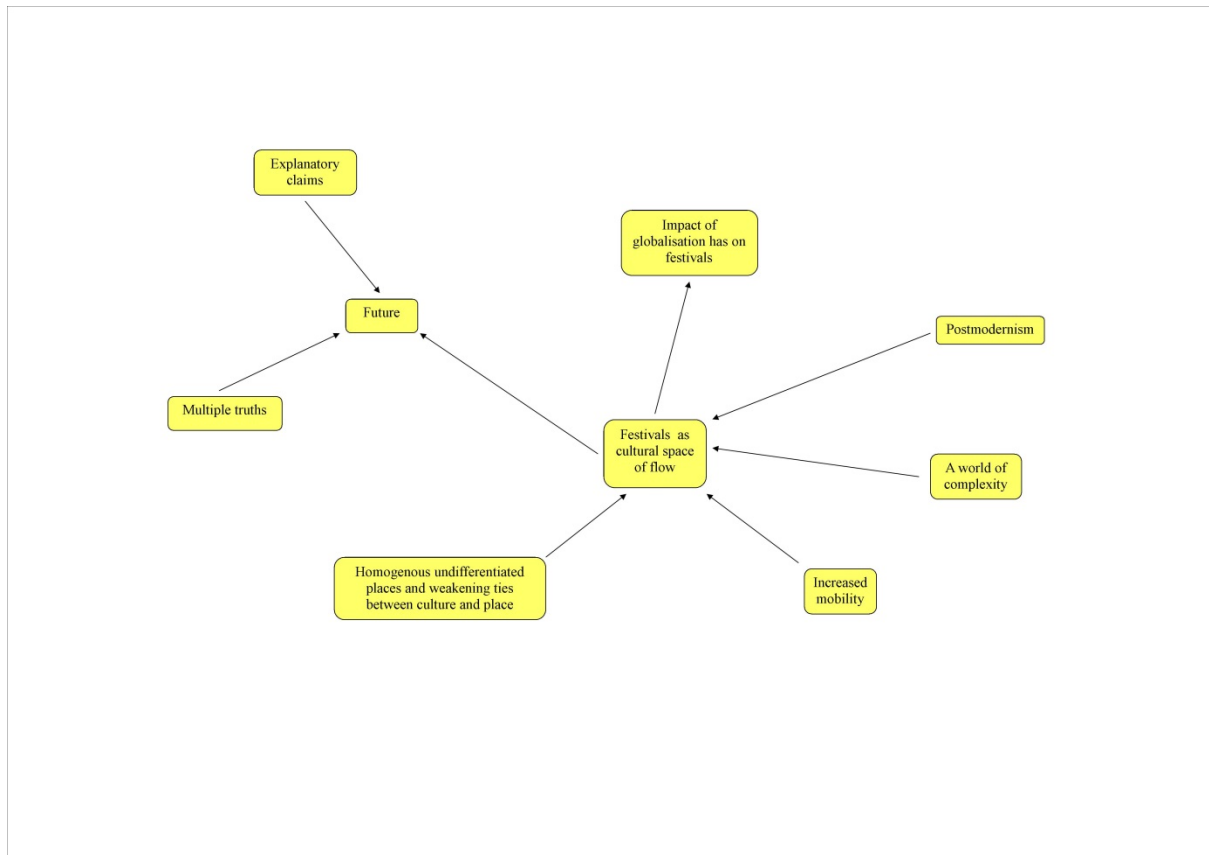 Explanatory
claims
Impact of
globalisation has on
festivals
Future
Postmodernism
Multiple truths
Festivals as
cultural space
of flow
A world of
complexity
Homogenous undifferentiated
places and weakening ties
between culture and place
Increased
mobility